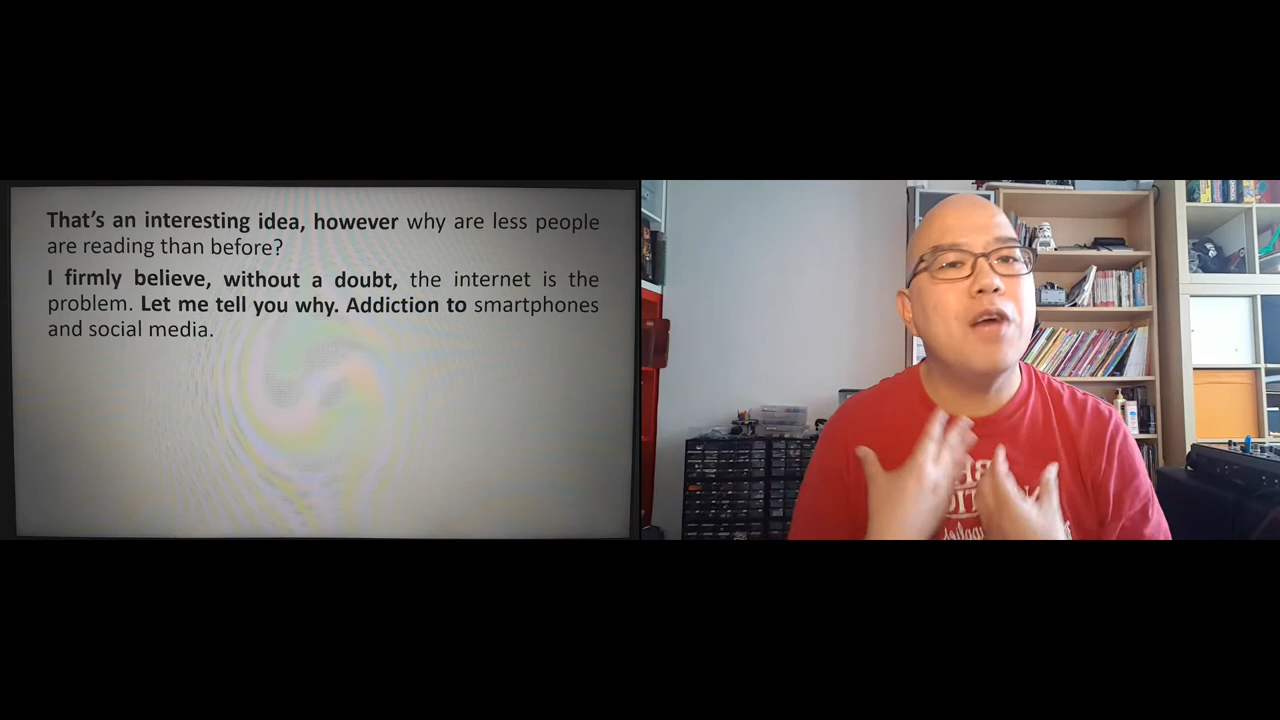 That's an interesting idea, however why are less people
are reading than before?
I firmly believe, without a doubt, the internet is the
problem. Let me tell you why. Addiction to smartphones
and social media.